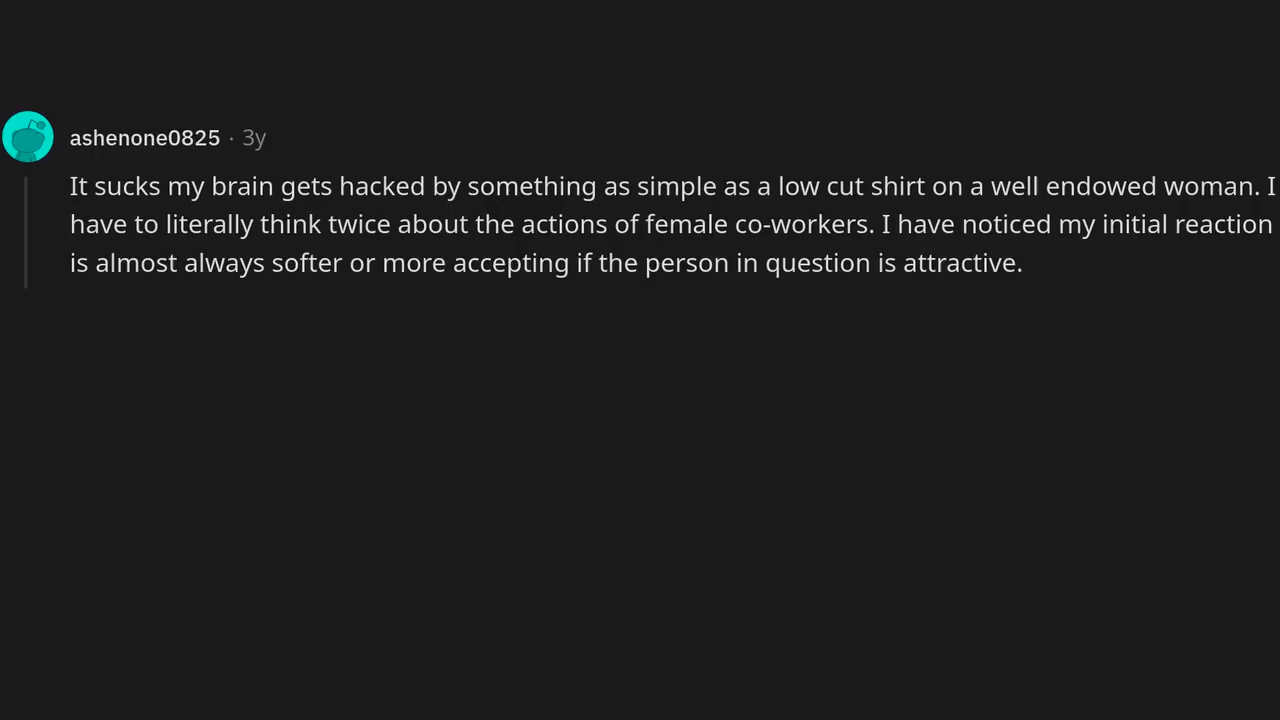 ashenone0825 · 3y
It sucks my brain gets hacked by something as simple as a low cut shirt on a well endowed woman. I
have to literally think twice about the actions of female co-workers. I have noticed my initial reaction
is almost always softer or more accepting if the person in question is attractive.